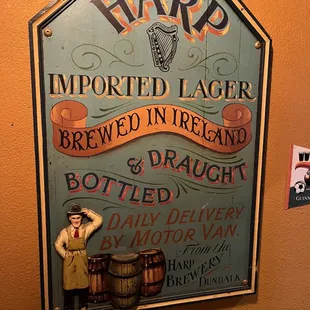 HARP
IMPORTED LAGER
BREWED IN IRELAND
& DRAUGHT
BOTTLED
DAILY DELIVERY
BY MOTOR VAN.
From the
HARP
BREWERY
DUNDALK